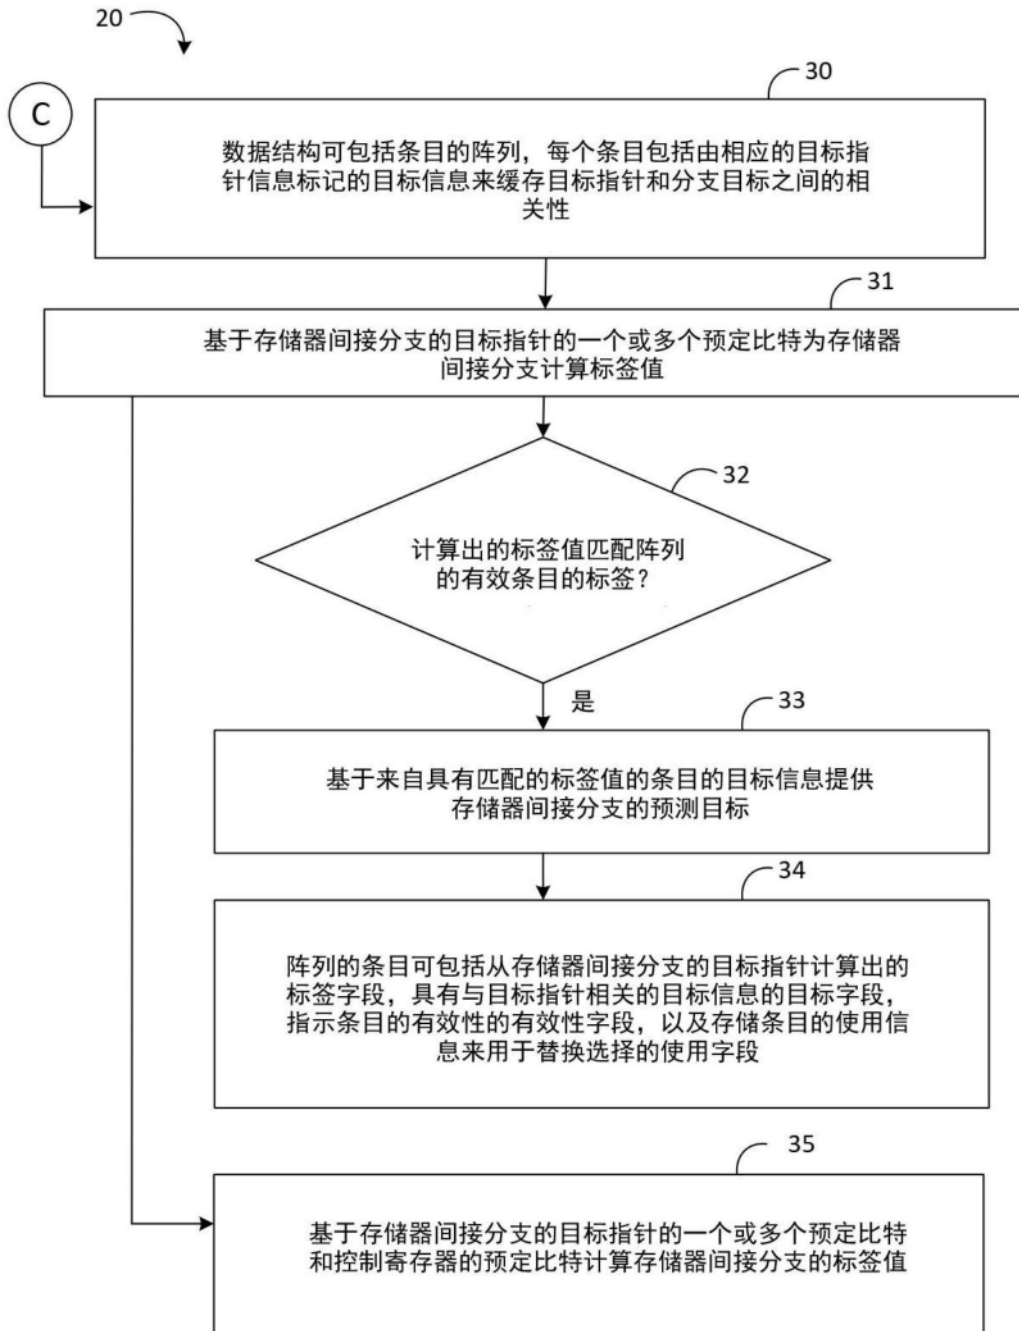 20
C
30
数据结构可包括条目的阵列，每个条目包括由相应的目标指
针信息标记的目标信息来缓存目标指针和分支目标之间的相
关性
31
基于存储器间接分支的目标指针的一个或多个预定比特为存储器
间接分支计算标签值
32
计算出的标签值匹配阵列
的有效条目的标签？
是
33
基于来自具有匹配的标签值的条目的目标信息提供
存储器间接分支的预测目标
34
阵列的条目可包括从存储器间接分支的目标指针计算出的
标签字段，具有与目标指针相关的目标信息的目标字段，
指示条目的有效性的有效性字段，以及存储条目的使用信
息来用于替换选择的使用字段
35
基于存储器间接分支的目标指针的一个或多个预定比特
和控制寄存器的预定比特计算存储器间接分支的标签值